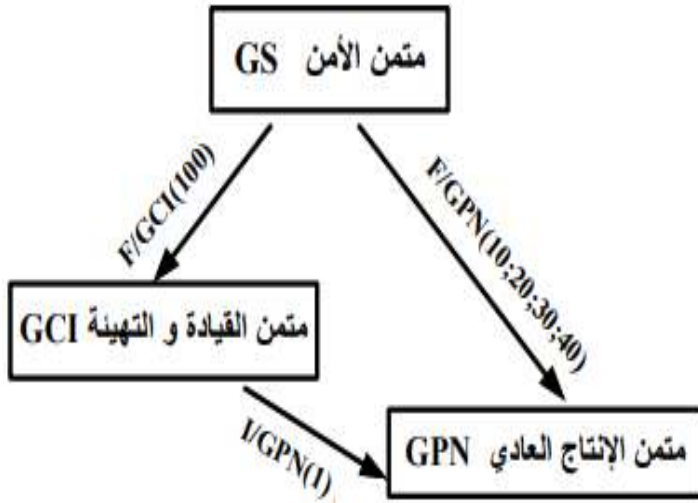 متمن الأمن GS
F/GCI(100)
F/GPN(10;20;30;40)
متمن القيادة و التهيئة GCI
I/GPN(1)
متمن الإنتاج العادي GPN